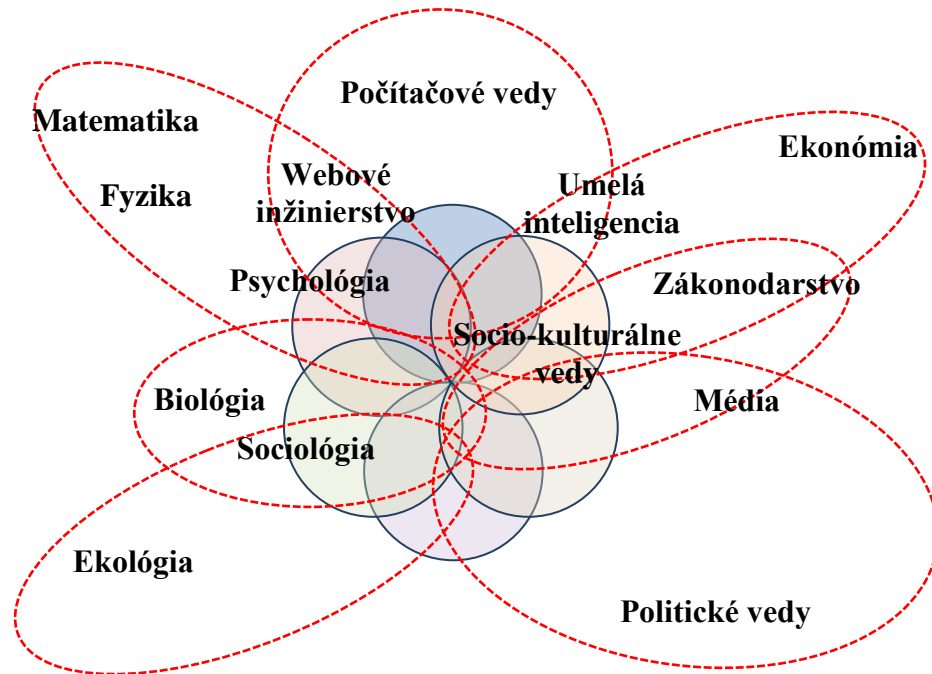 Počítačové vedy
Matematika
Ekonómia
Fyzika
Webové
inžinierstvo
Umelá
inteligencia
Psychológia
Zákonodarstvo
Socio-kulturálne
vedy
Biológia
Média
Sociológia
Ekológia
Politické vedy